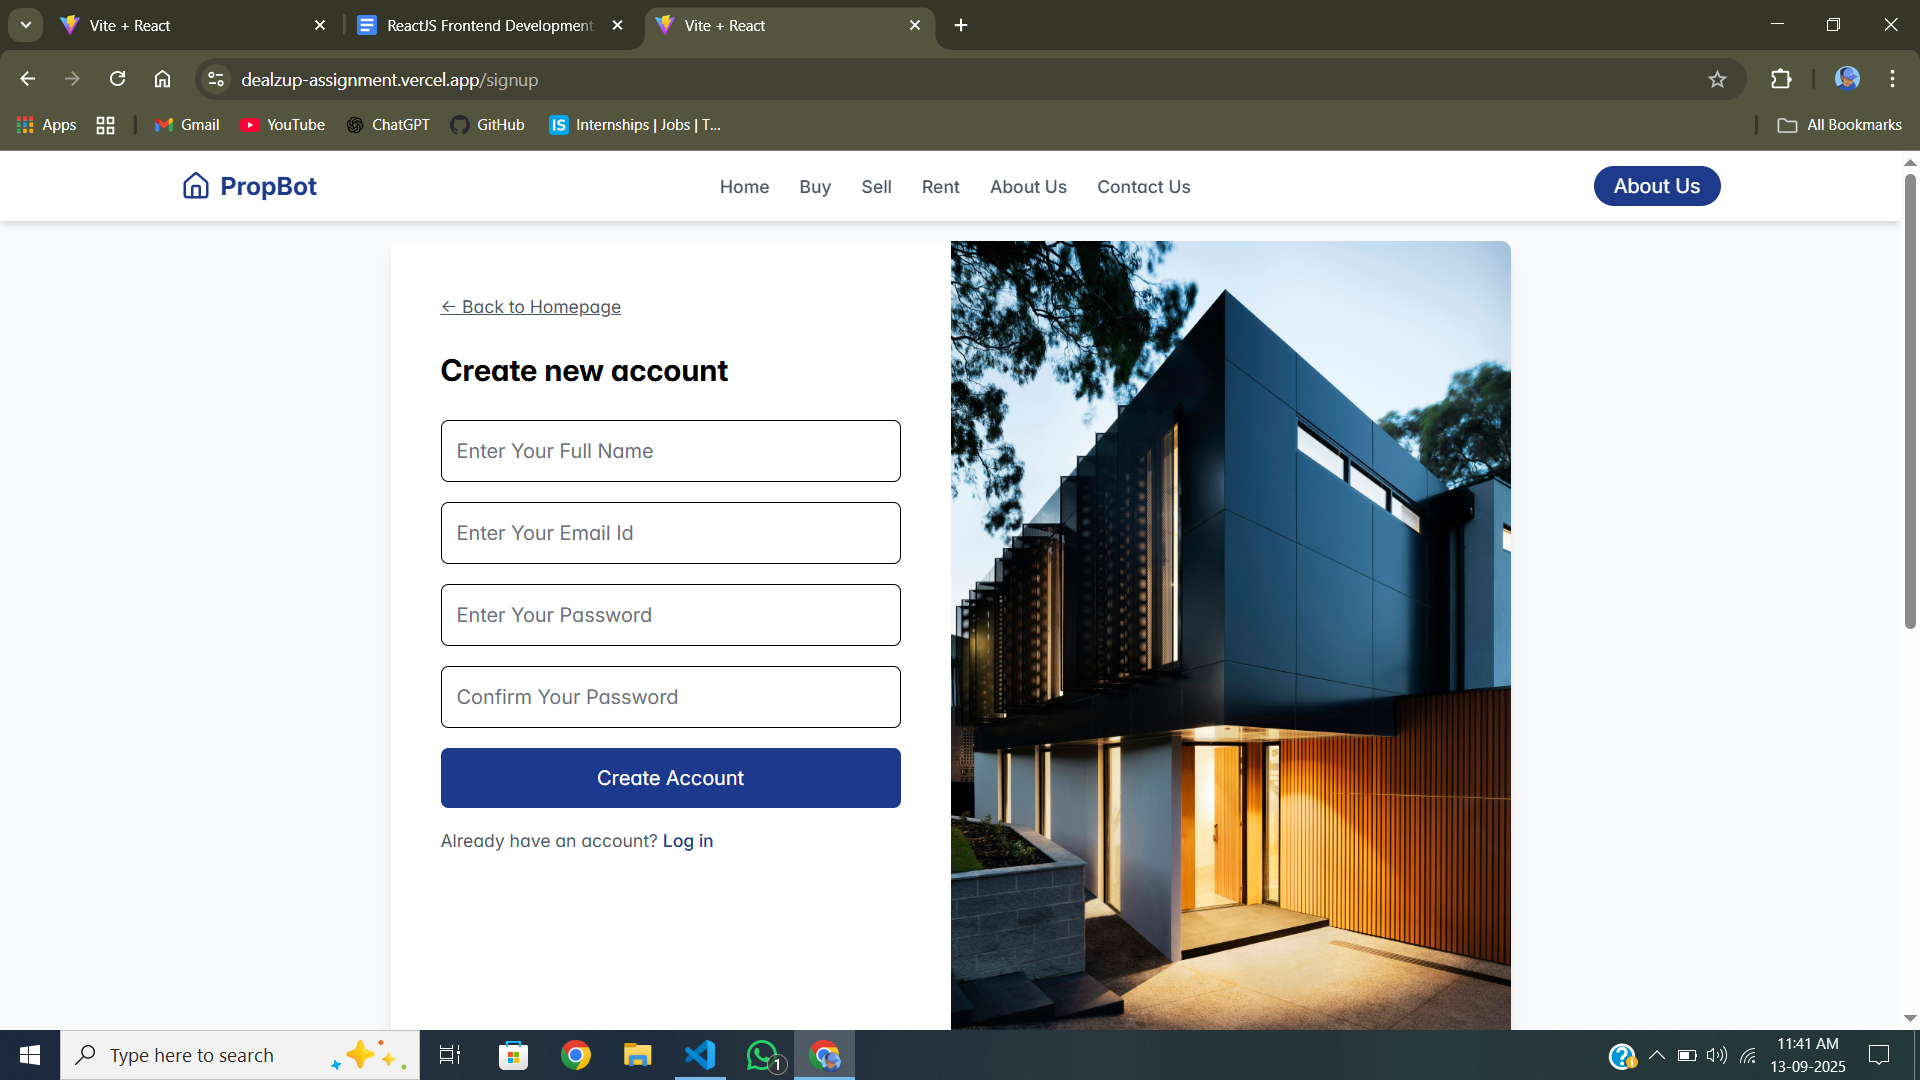 Vite + React
ReactJS Frontend Development
Vite + React
dealzup-assignment.vercel.app/signup
Apps
Gmail
YouTube
ChatGPT
GitHub
IS
Internships | Jobs | T...
All Bookmarks
PropBot
Home
Buy
Sell
Rent
About Us
Contact Us
About Us
← Back to Homepage
Create new account
Enter Your Full Name
Enter Your Email Id
Enter Your Password
Confirm Your Password
Create Account
Already have an account? Log in
Type here to search
1
11:41 AM
13-09-2025